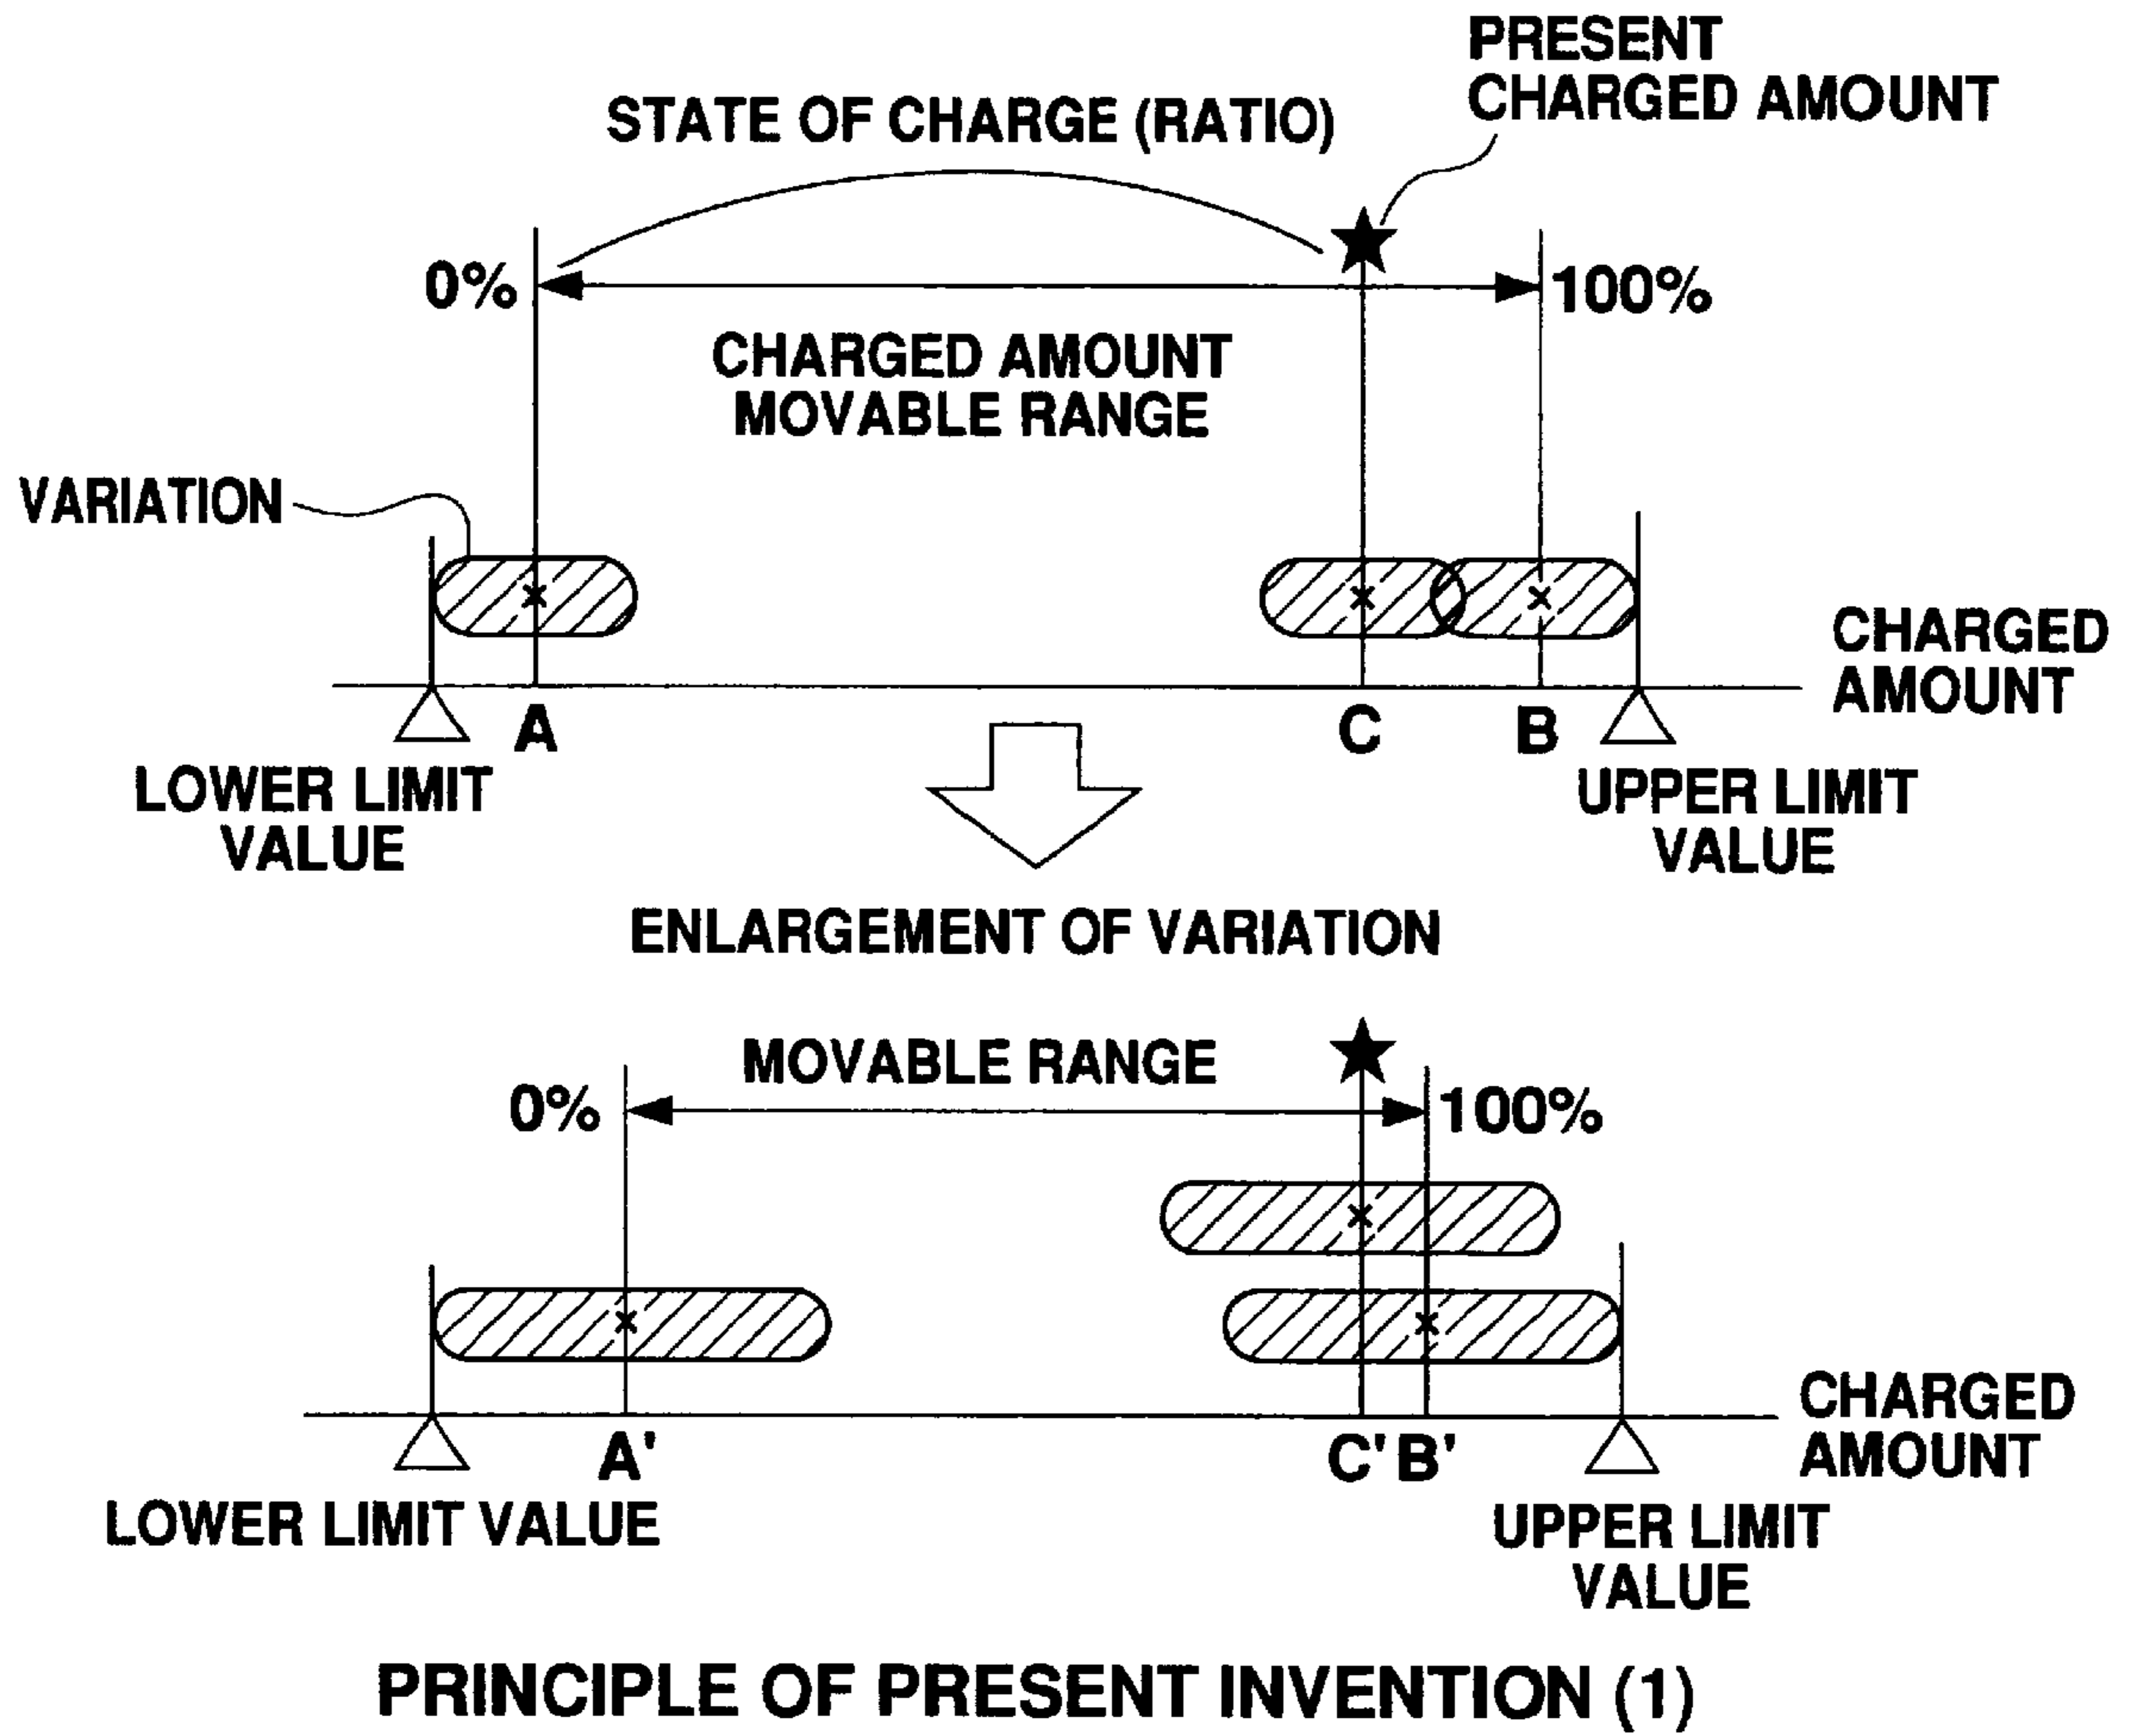 PRESENT
CHARGED AMOUNT
STATE OF CHARGE (RATIO)
0%
100%
CHARGED AMOUNT
MOVABLE RANGE
VARIATION
CHARGED
AMOUNT
A
C
B
LOWER LIMIT
VALUE
UPPER LIMIT
VALUE
ENLARGEMENT OF VARIATION
MOVABLE RANGE
0%
100%
CHARGED
AMOUNT
A'
C'
B'
LOWER LIMIT VALUE
UPPER LIMIT
VALUE
PRINCIPLE OF PRESENT INVENTION (1)